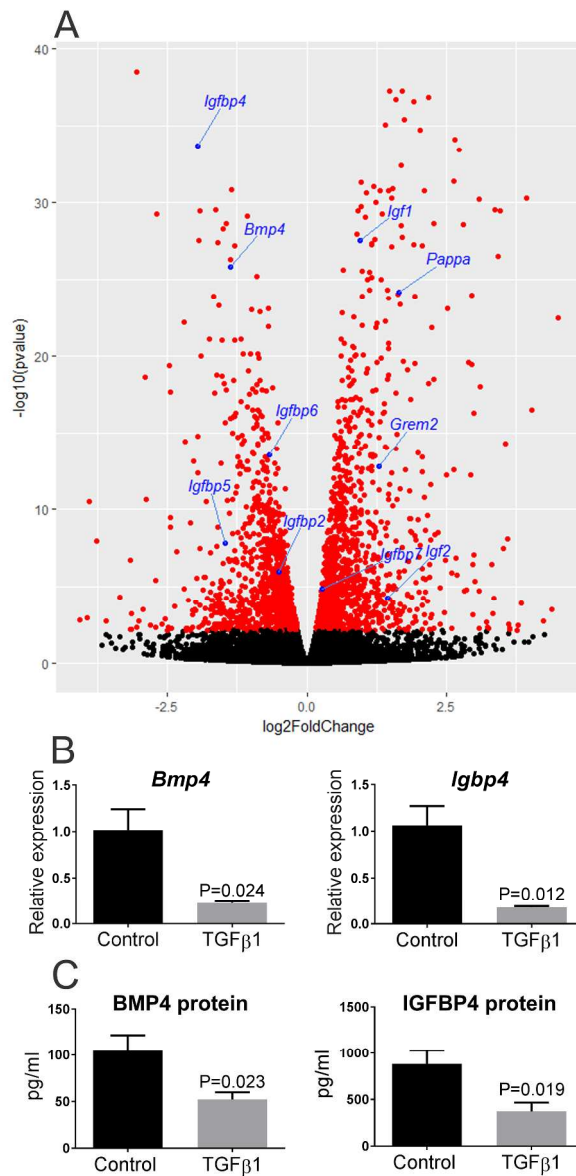 A
40
Igfbp4
30
Igf1
Bmp4
Pappa
-log10(pvalue)
20
Igfbp6
Grem2
Igfbp5
10
Igfbp2
Igfbp7
Igf2
0
-2.5 0.0 2.5
log2FoldChange
B
Bmp4
Relative expression
1.5
1.0
0.5
0.0
P=0.024
Control TGFβ1
Igbp4
Relative expression
1.5
1.0
0.5
0.0
P=0.012
Control TGFβ1
C
BMP4 protein
pg/ml
150
100
50
0
P=0.023
Control TGFβ1
IGFBP4 protein
pg/ml
1500
1000
500
0
P=0.019
Control TGFβ1